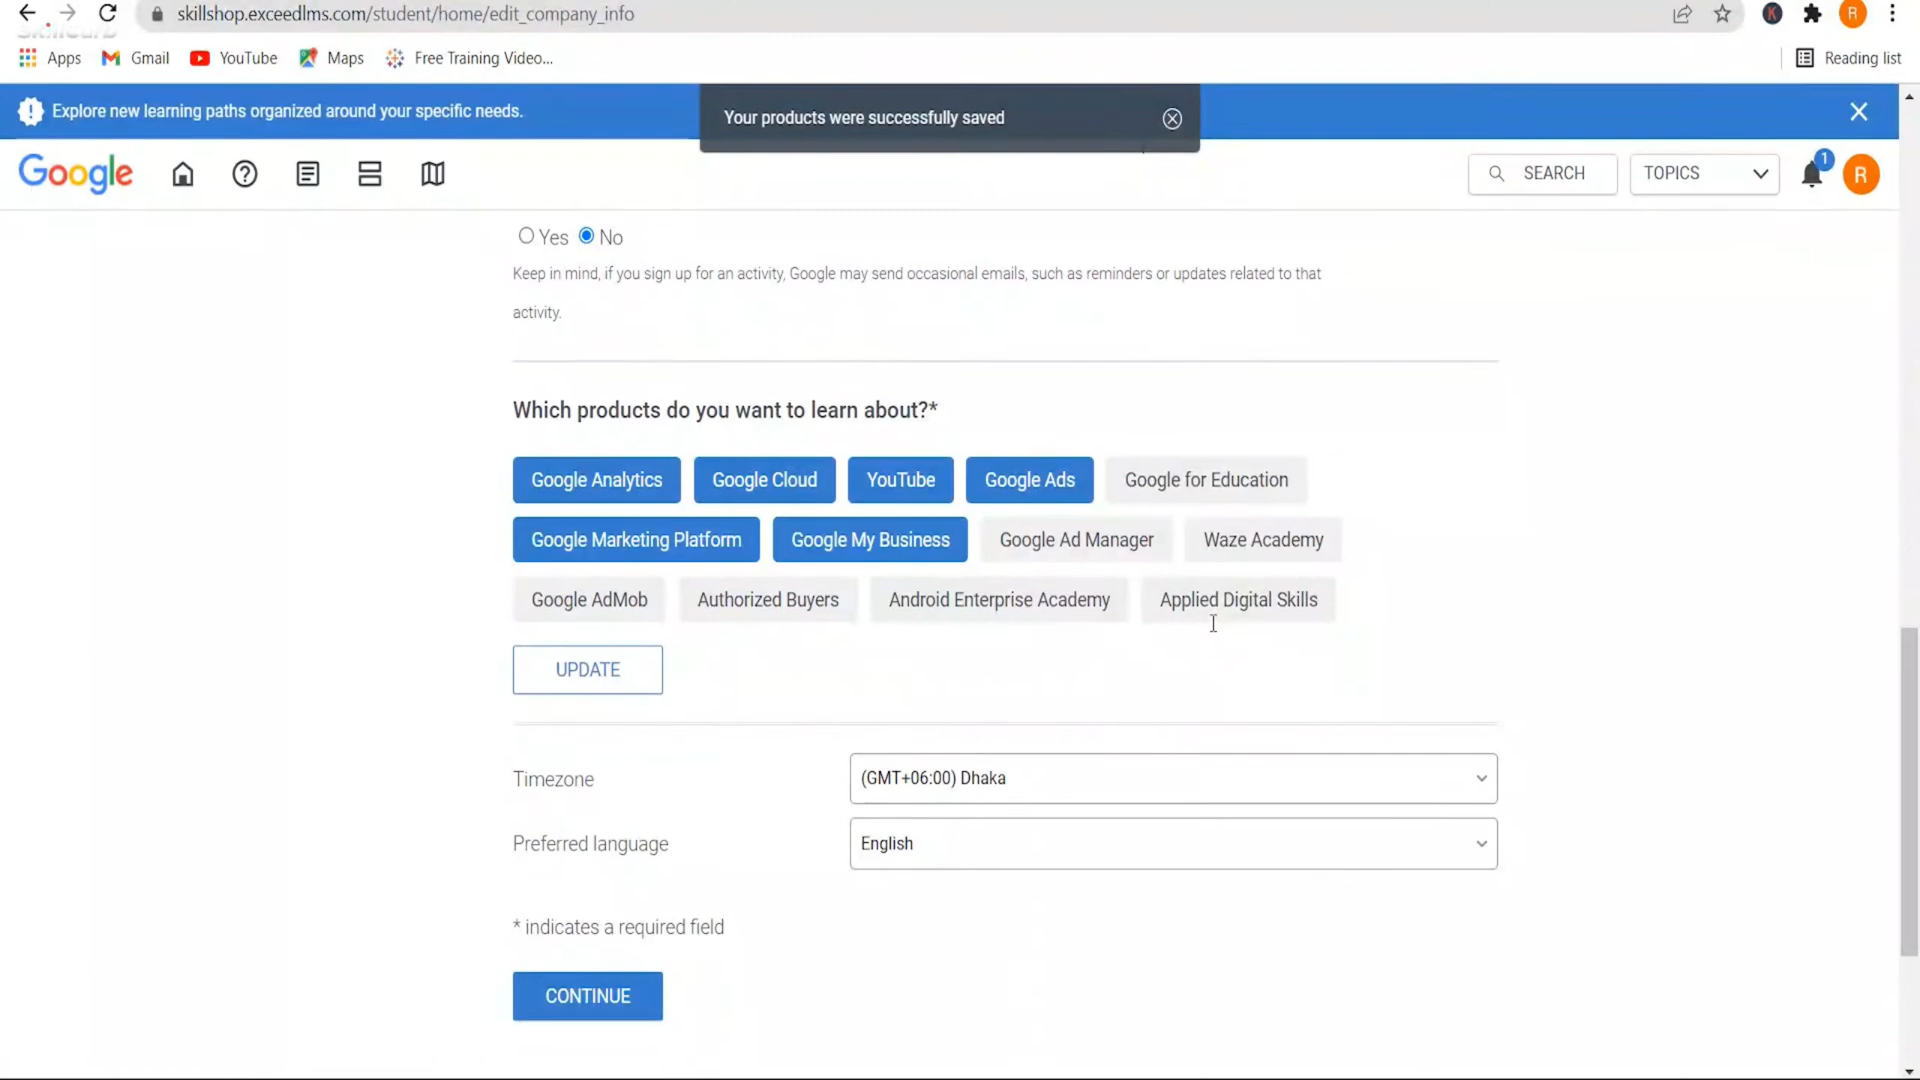 skillshop.exceedlms.com/student/home/edit_company_info
R
Apps Gmail YouTube Maps Free Training Video... Reading list
Explore new learning paths organized around your specific needs.
Your products were successfully saved
Google SEARCH TOPICS 1 R
Yes No
Keep in mind, if you sign up for an activity, Google may send occasional emails, such as reminders or updates related to that
activity.
Which products do you want to learn about?*
Google Analytics Google Cloud YouTube Google Ads Google for Education
Google Marketing Platform Google My Business Google Ad Manager Waze Academy
Google AdMob Authorized Buyers Android Enterprise Academy Applied Digital Skills
UPDATE
Timezone (GMT+06:00) Dhaka
Preferred language English
* indicates a required field
CONTINUE